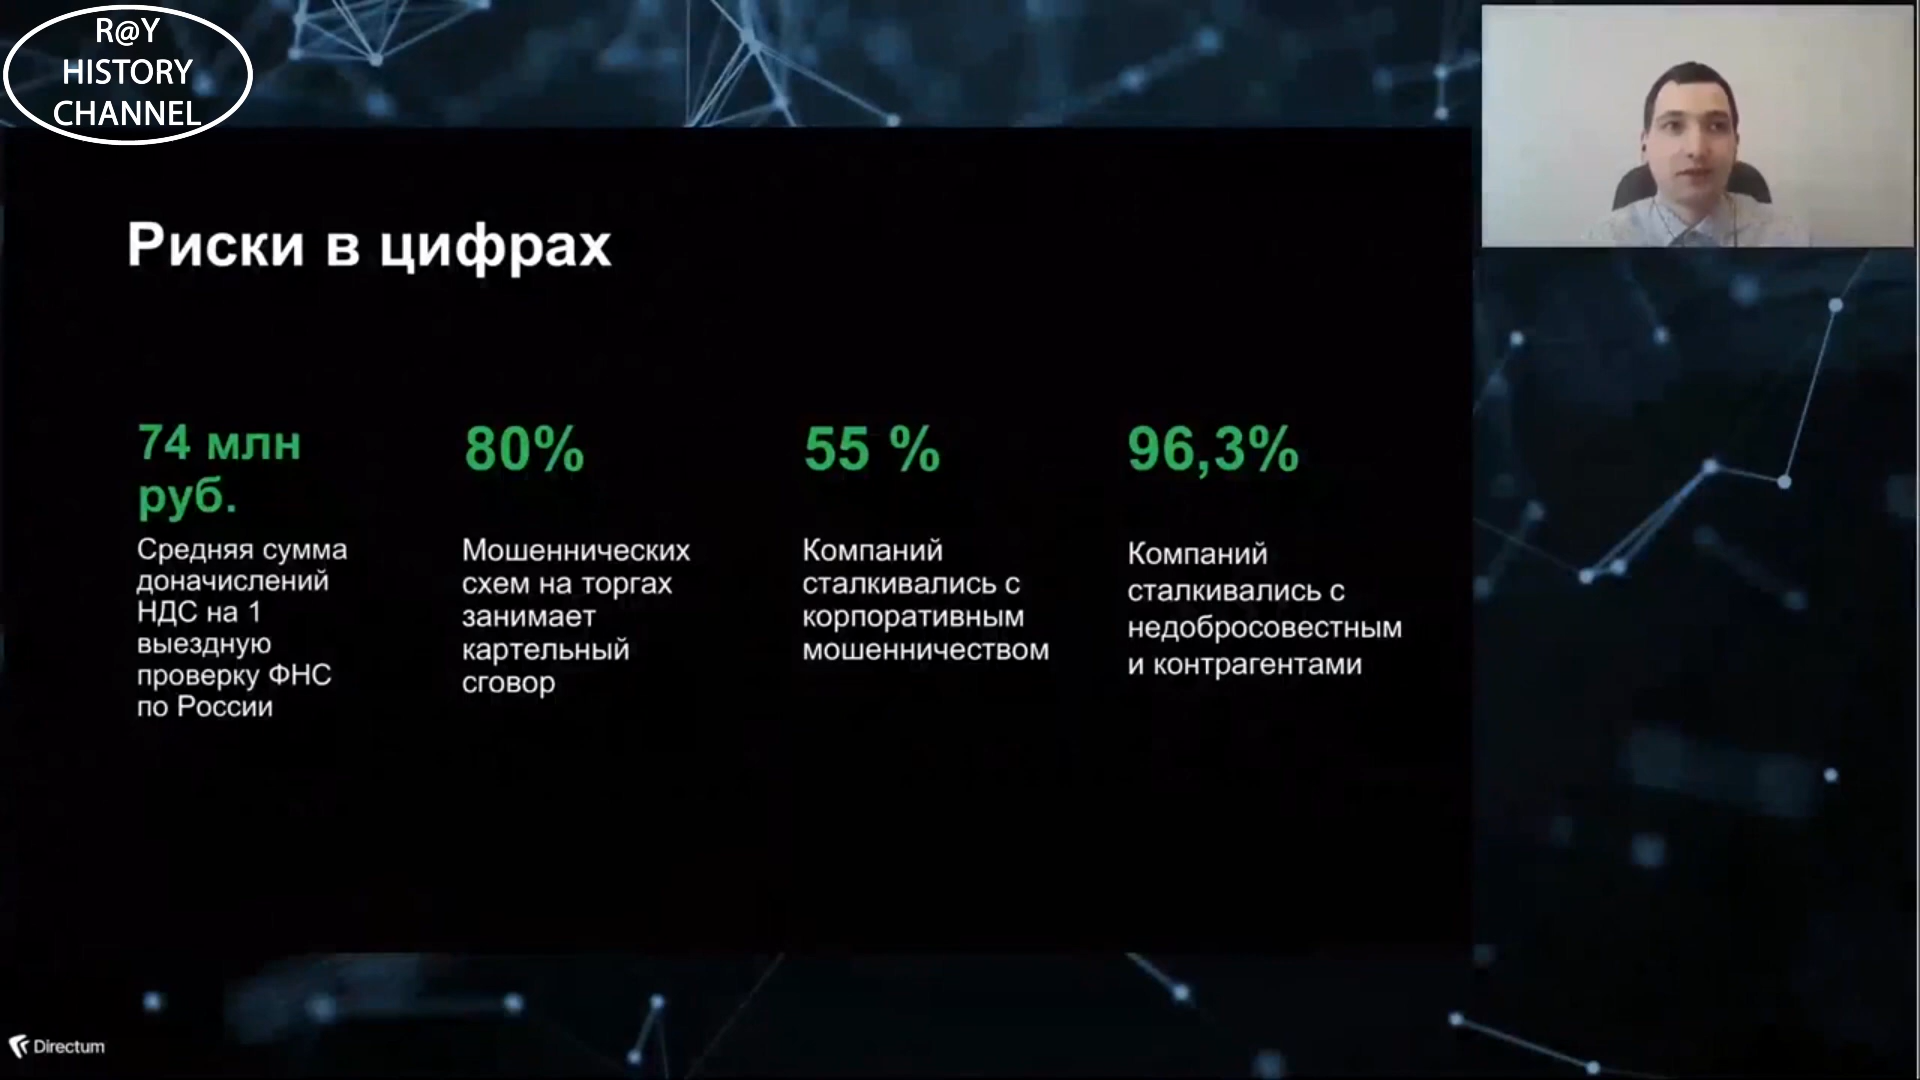 R@Y
HISTORY
CHANNEL
Риски в цифрах
74 млн
руб.
Средняя сумма
доначислений
НДС на 1
выездную
проверку ФНС
по России
80%
Мошеннических
схем на торгах
занимает
картельный
сговор
55 %
Компаний
сталкивались с
корпоративным
мошенничеством
96,3%
Компаний
сталкивались с
недобросовестным
и контрагентами
Directum